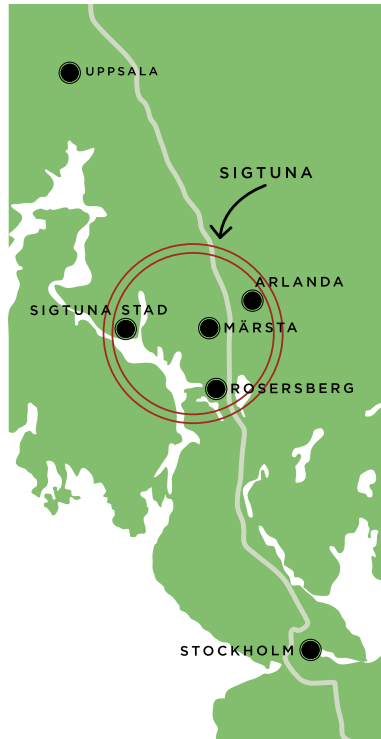 UPPSALA
SIGTUNA
ARLANDA
SIGTUNA STAD
MÄRSTA
ROSERSBERG
STOCKHOLM